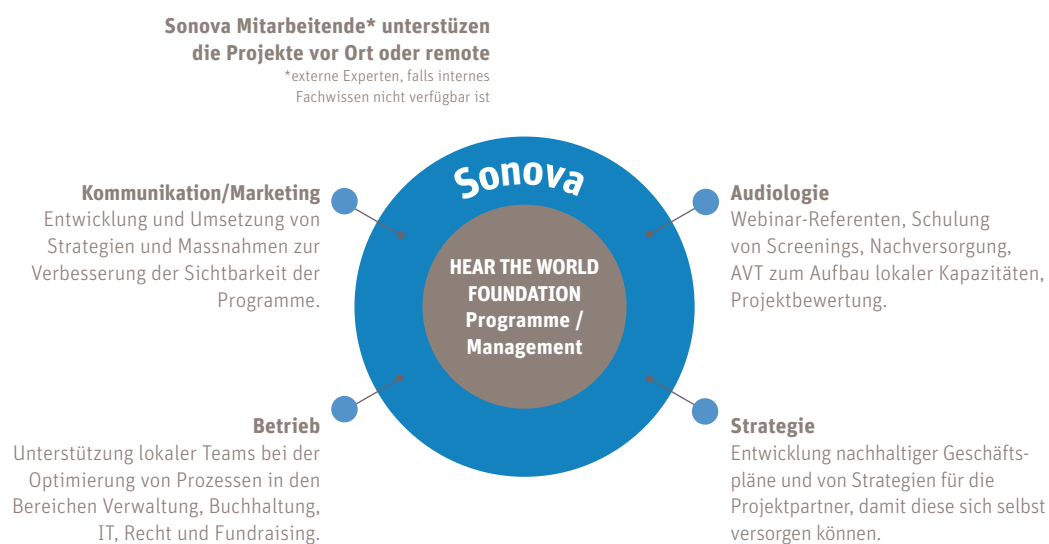 Sonova Mitarbeitende* unterstüzen
die Projekte vor Ort oder remote
*externe Experten, falls internes
Fachwissen nicht verfügbar ist
Sonova
HEAR THE WORLD
FOUNDATION
Programme /
Management
Kommunikation/Marketing
Entwicklung und Umsetzung von
Strategien und Massnahmen zur
Verbesserung der Sichtbarkeit der
Programme.
Audiologie
Webinar-Referenten, Schulung
von Screenings, Nachversorgung,
AVT zum Aufbau lokaler Kapazitäten,
Projektbewertung.
Betrieb
Unterstützung lokaler Teams bei der
Optimierung von Prozessen in den
Bereichen Verwaltung, Buchhaltung,
IT, Recht und Fundraising.
Strategie
Entwicklung nachhaltiger Geschäfts-
pläne und von Strategien für die
Projektpartner, damit diese sich selbst
versorgen können.